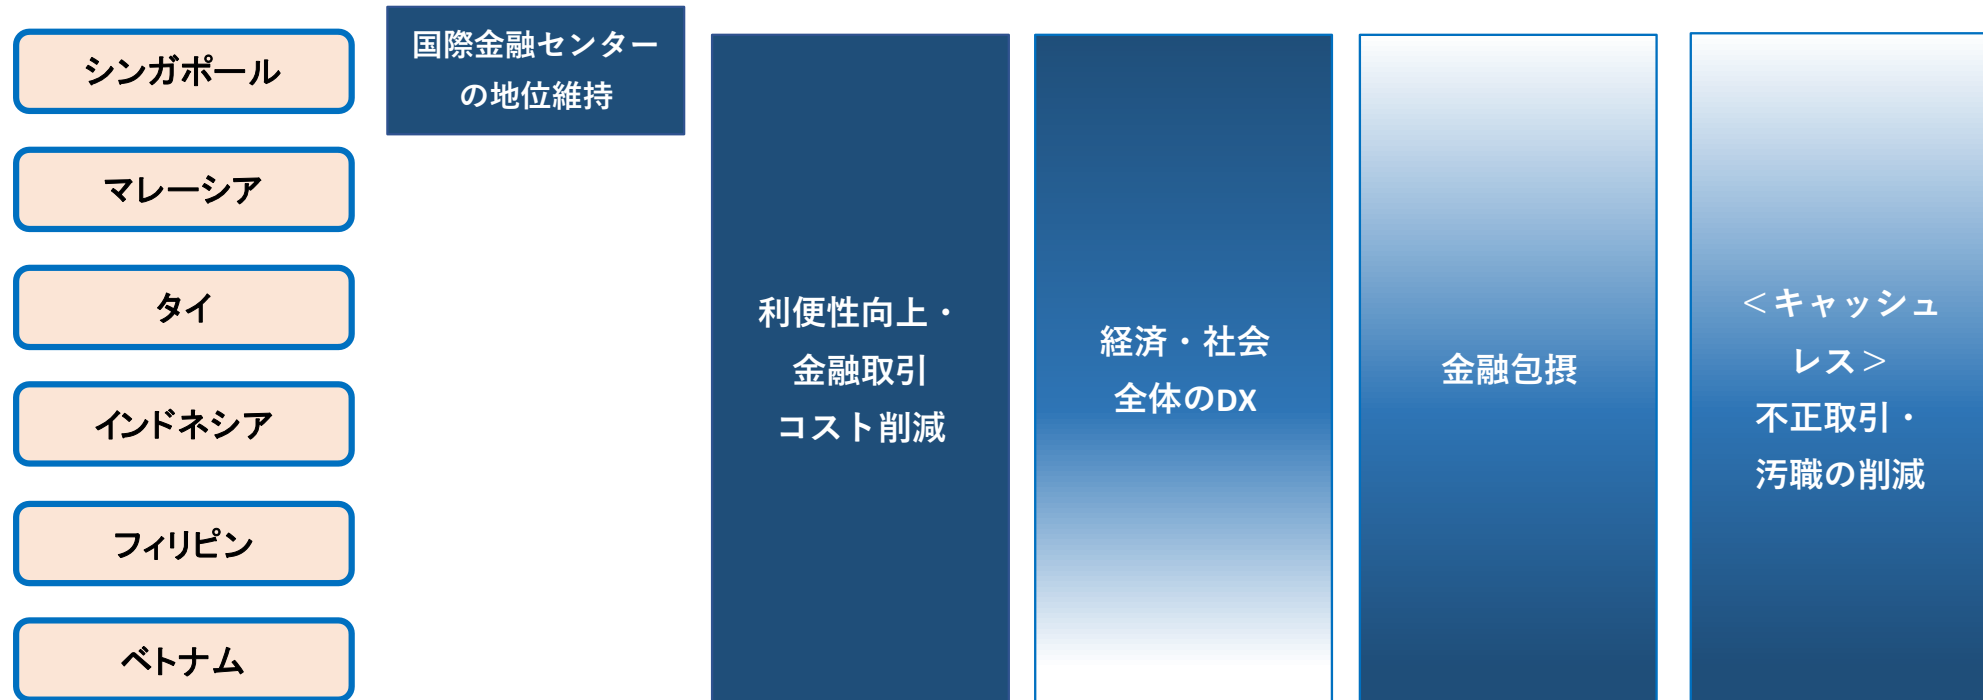 シンガポール
マレーシア
タイ
インドネシア
フィリピン
ベトナム
国際金融センター
の地位維持
利便性向上・
金融取引
コスト削減
経済・社会
全体のDX
金融包摂
＜キャッシュ
レス＞
不正取引・
汚職の削減